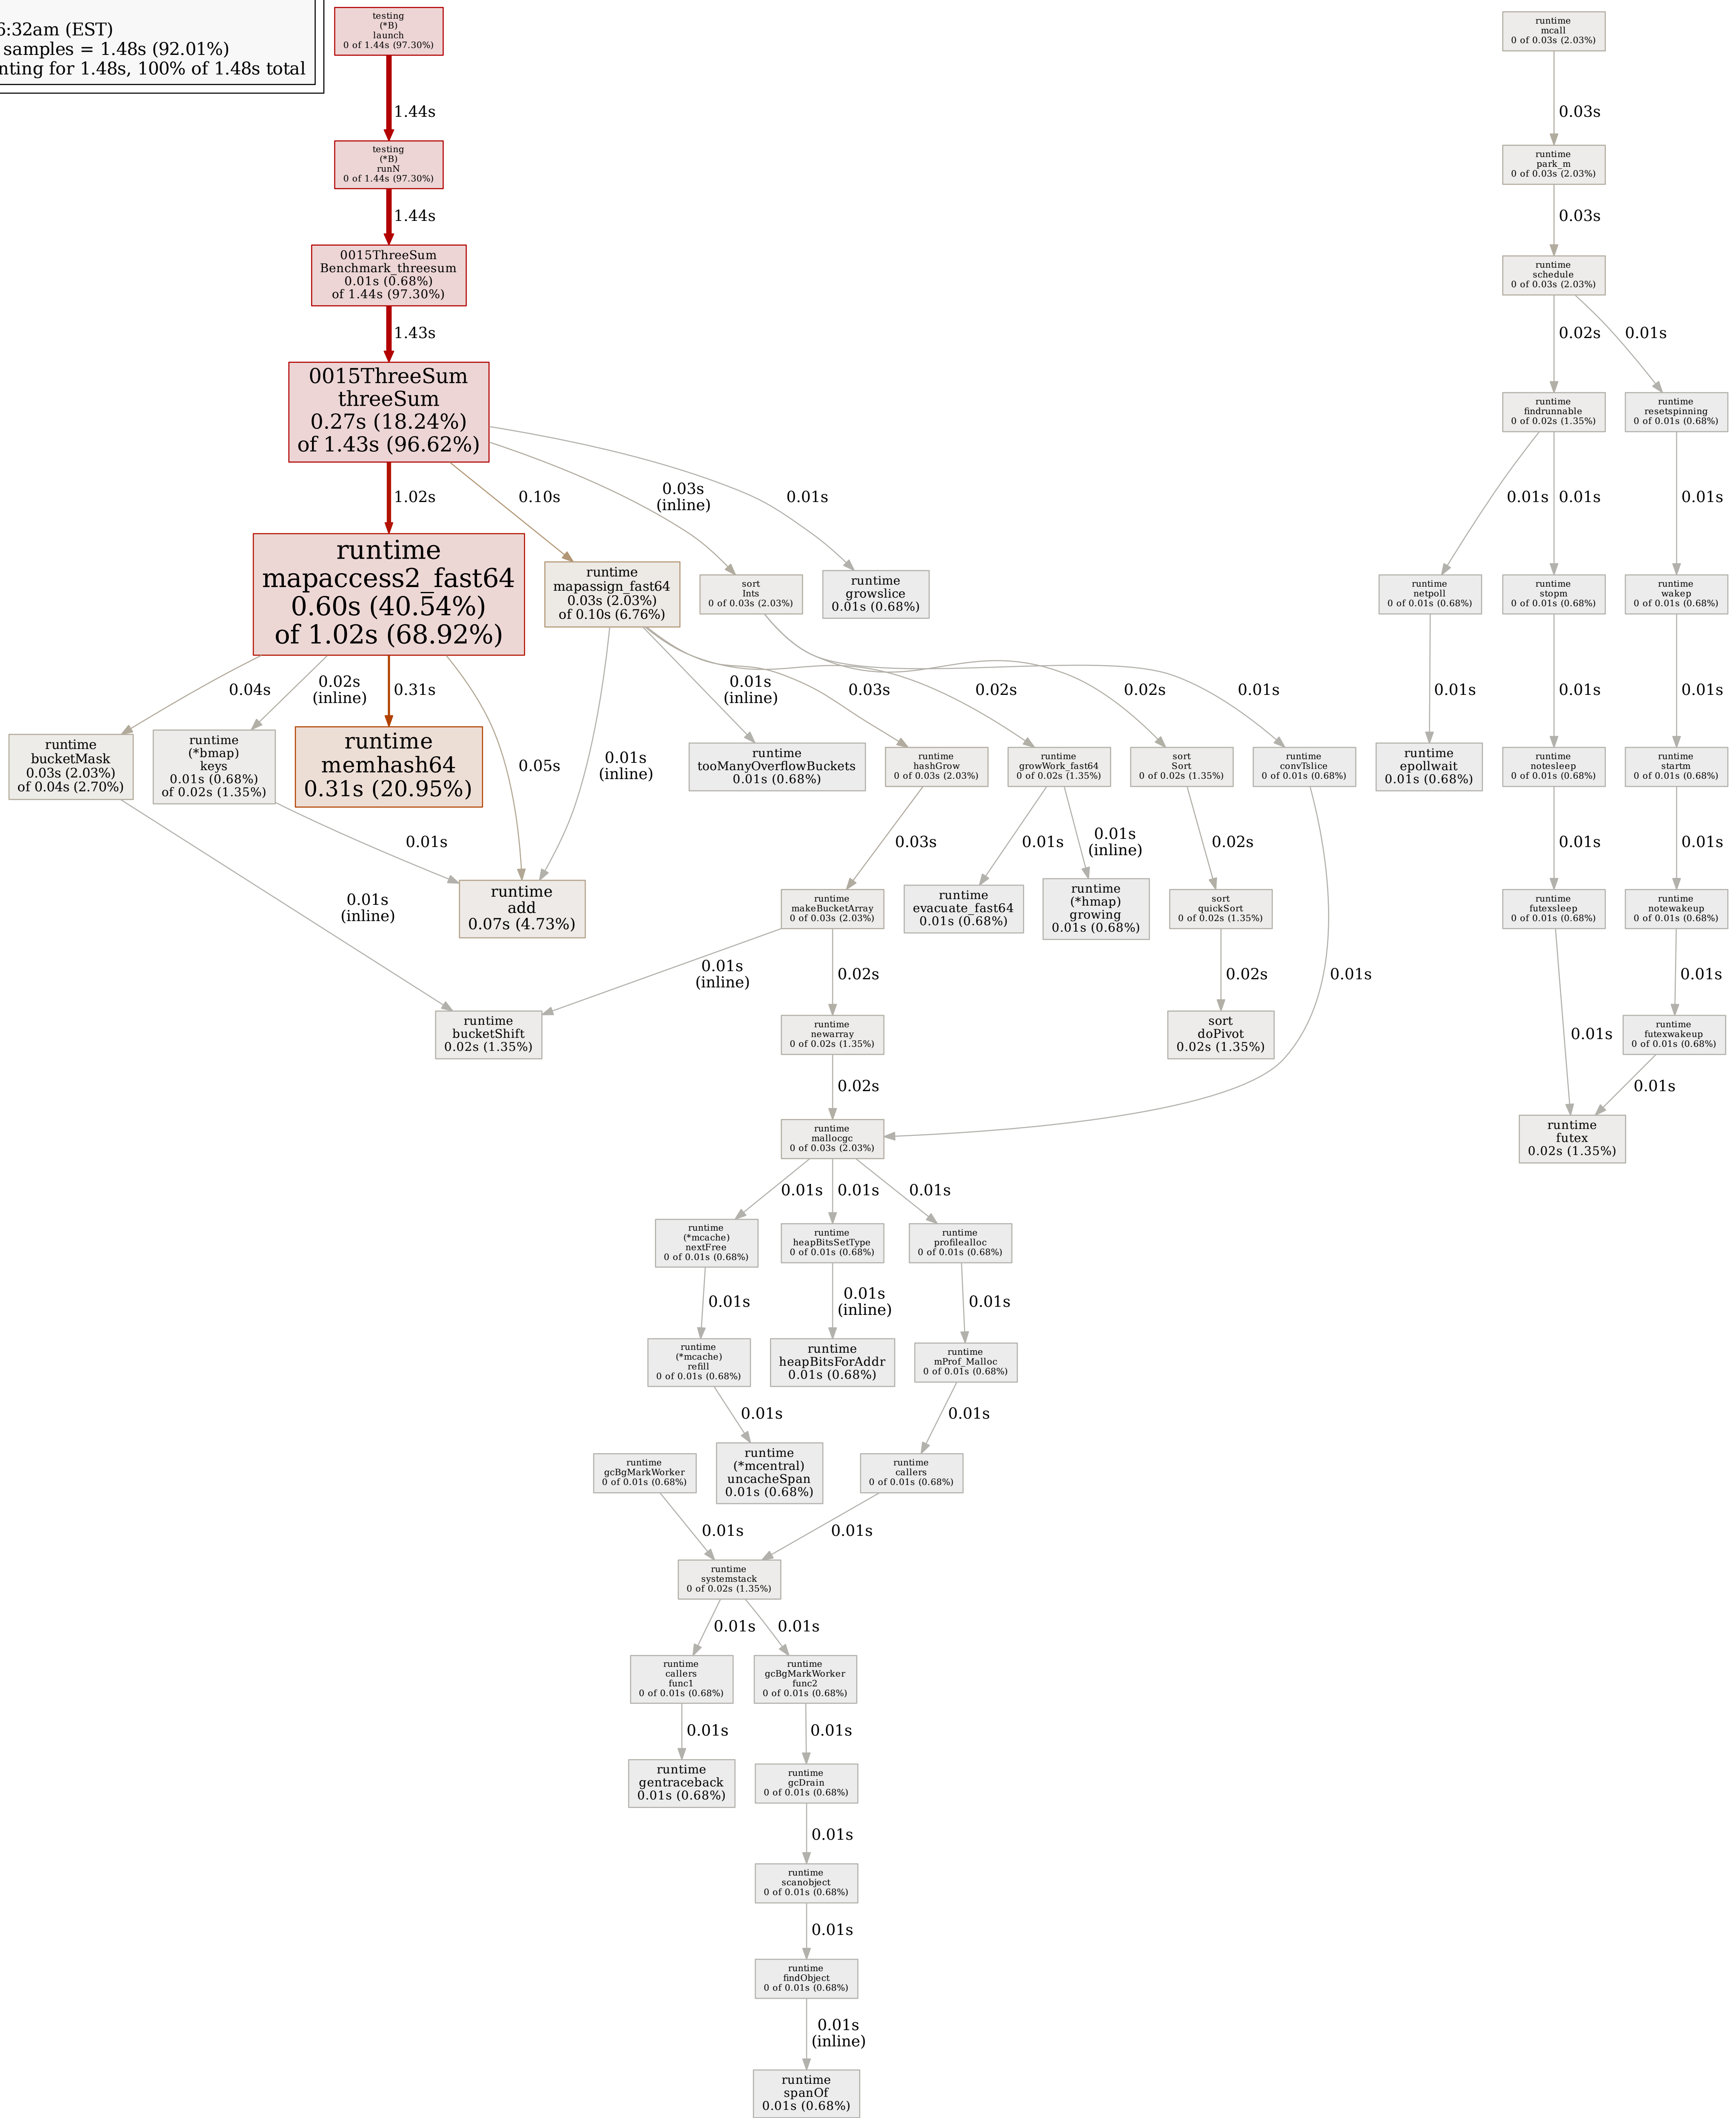 6:32am (EST)
samples = 1.48s (92.01%)
nting for 1.48s, 100% of 1.48s total
testing
(*B)
launch
0 of 1.44s (97.30%)
runtime
mcall
0 of 0.03s (2.03%)
1.44s
0.03s
testing
(*B)
runN
0 of 1.44s (97.30%)
runtime
park_m
0 of 0.03s (2.03%)
1.44s
0.03s
0015ThreeSum
Benchmark_threesum
0.01s (0.68%)
of 1.44s (97.30%)
runtime
schedule
0 of 0.03s (2.03%)
1.43s
0.02s
0.01s
0015ThreeSum
threeSum
0.27s (18.24%)
of 1.43s (96.62%)
runtime
findrunnable
0 of 0.02s (1.35%)
runtime
resetspinning
0 of 0.01s (0.68%)
1.02s
0.10s
0.03s
(inline)
0.01s
0.01s
0.01s
0.01s
runtime
mapaccess2_fast64
0.60s (40.54%)
of 1.02s (68.92%)
runtime
mapassign_fast64
0.03s (2.03%)
of 0.10s (6.76%)
sort
Ints
0 of 0.03s (2.03%)
runtime
growslice
0.01s (0.68%)
runtime
netpoll
0 of 0.01s (0.68%)
runtime
stopm
0 of 0.01s (0.68%)
runtime
wakep
0 of 0.01s (0.68%)
0.04s
0.02s
(inline)
0.31s
0.05s
0.01s
(inline)
0.01s
(inline)
0.03s
0.02s
0.02s
0.01s
0.01s
0.01s
0.01s
runtime
bucketMask
0.03s (2.03%)
of 0.04s (2.70%)
runtime
(*bmap)
keys
0.01s (0.68%)
of 0.02s (1.35%)
runtime
memhash64
0.31s (20.95%)
runtime
tooManyOverflowBuckets
0.01s (0.68%)
runtime
hashGrow
0 of 0.03s (2.03%)
runtime
growWork_fast64
0 of 0.02s (1.35%)
sort
Sort
0 of 0.02s (1.35%)
runtime
convTslice
0 of 0.01s (0.68%)
runtime
epollwait
0.01s (0.68%)
runtime
notesleep
0 of 0.01s (0.68%)
runtime
startm
0 of 0.01s (0.68%)
0.01s
(inline)
0.01s
0.03s
0.01s
0.01s
(inline)
0.02s
0.01s
0.01s
runtime
add
0.07s (4.73%)
runtime
makeBucketArray
0 of 0.03s (2.03%)
runtime
evacuate_fast64
0.01s (0.68%)
runtime
(*hmap)
growing
0.01s (0.68%)
sort
quickSort
0 of 0.02s (1.35%)
runtime
futexsleep
0 of 0.01s (0.68%)
runtime
notewakeup
0 of 0.01s (0.68%)
0.01s
(inline)
0.02s
0.02s
0.01s
0.01s
0.01s
runtime
bucketShift
0.02s (1.35%)
runtime
newarray
0 of 0.02s (1.35%)
sort
doPivot
0.02s (1.35%)
runtime
futexwakeup
0 of 0.01s (0.68%)
0.02s
0.01s
runtime
mallocgc
0 of 0.03s (2.03%)
runtime
futex
0.02s (1.35%)
0.01s
0.01s
0.01s
runtime
(*mcache)
nextFree
0 of 0.01s (0.68%)
runtime
heapBitsSetType
0 of 0.01s (0.68%)
runtime
profilealloc
0 of 0.01s (0.68%)
0.01s
0.01s
(inline)
0.01s
runtime
(*mcache)
refill
0 of 0.01s (0.68%)
runtime
heapBitsForAddr
0.01s (0.68%)
runtime
mProf_Malloc
0 of 0.01s (0.68%)
0.01s
0.01s
runtime
gcBgMarkWorker
0 of 0.01s (0.68%)
runtime
(*mcentral)
uncacheSpan
0.01s (0.68%)
runtime
callers
0 of 0.01s (0.68%)
0.01s
0.01s
runtime
systemstack
0 of 0.02s (1.35%)
0.01s
0.01s
runtime
callers
func1
0 of 0.01s (0.68%)
runtime
gcBgMarkWorker
func2
0 of 0.01s (0.68%)
0.01s
0.01s
runtime
gentraceback
0.01s (0.68%)
runtime
gcDrain
0 of 0.01s (0.68%)
0.01s
runtime
scanobject
0 of 0.01s (0.68%)
0.01s
runtime
findObject
0 of 0.01s (0.68%)
0.01s
(inline)
runtime
spanOf
0.01s (0.68%)